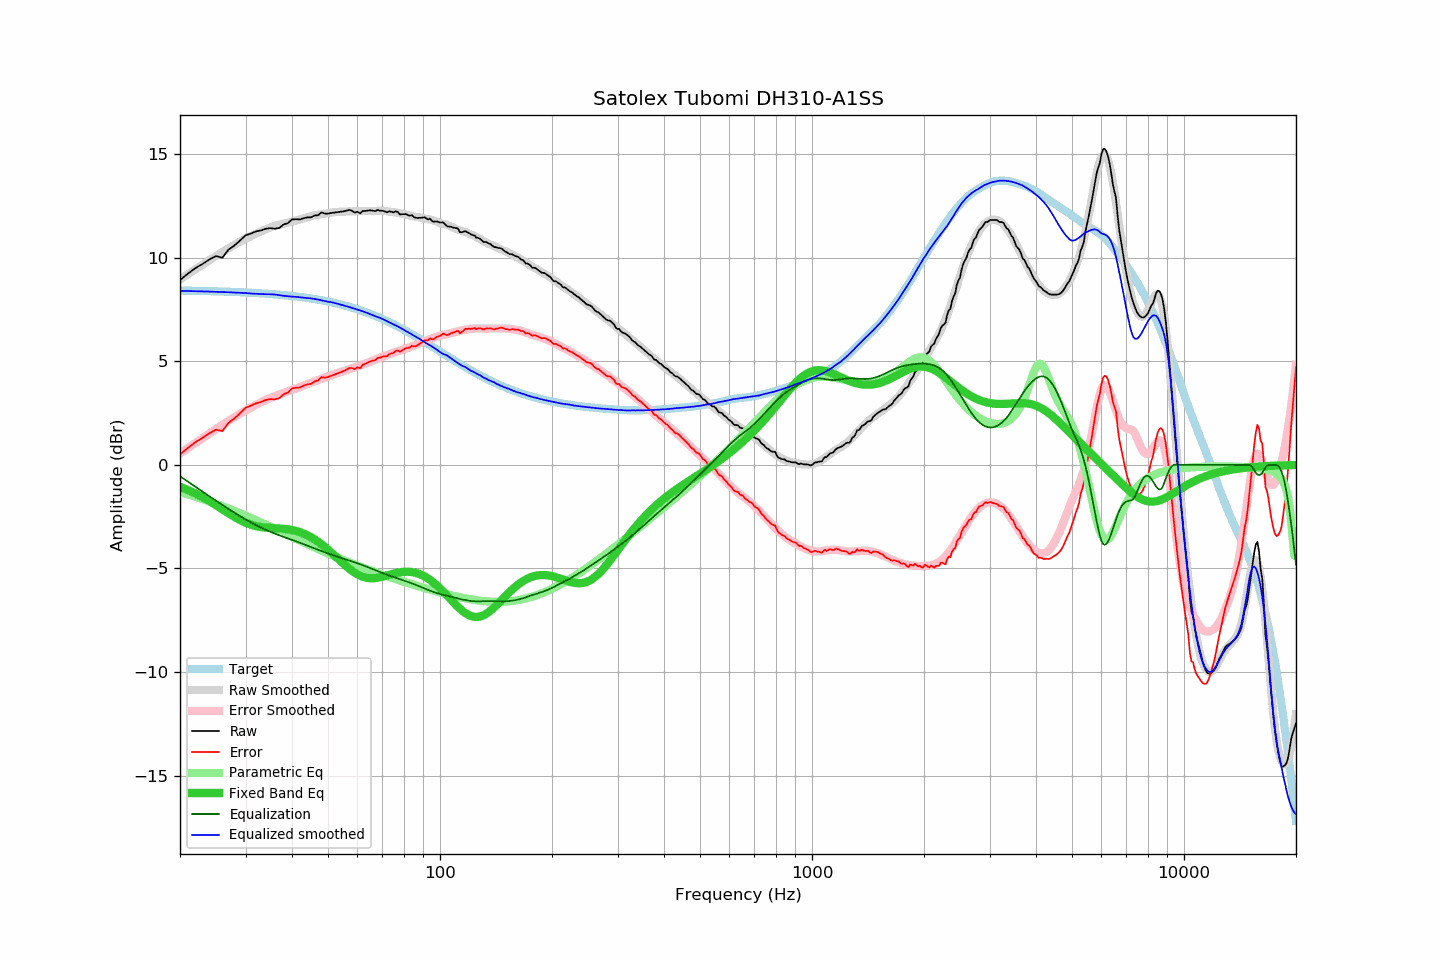 Satolex Tubomi DH310-A1SS
Amplitude (dBr)
15
10
5
0
−5
−10
−15
Target
Raw Smoothed
Error Smoothed
Raw
Error
Parametric Eq
Fixed Band Eq
Equalization
Equalized smoothed
100
1000
10000
Frequency (Hz)